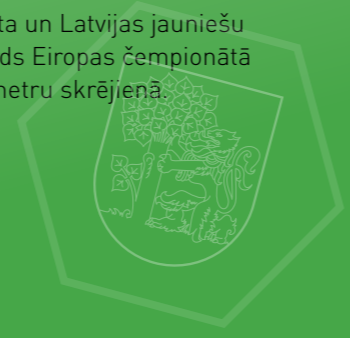 ta un Latvijas jauniešu
ds Eiropas čempionātā
metru skrējienā.